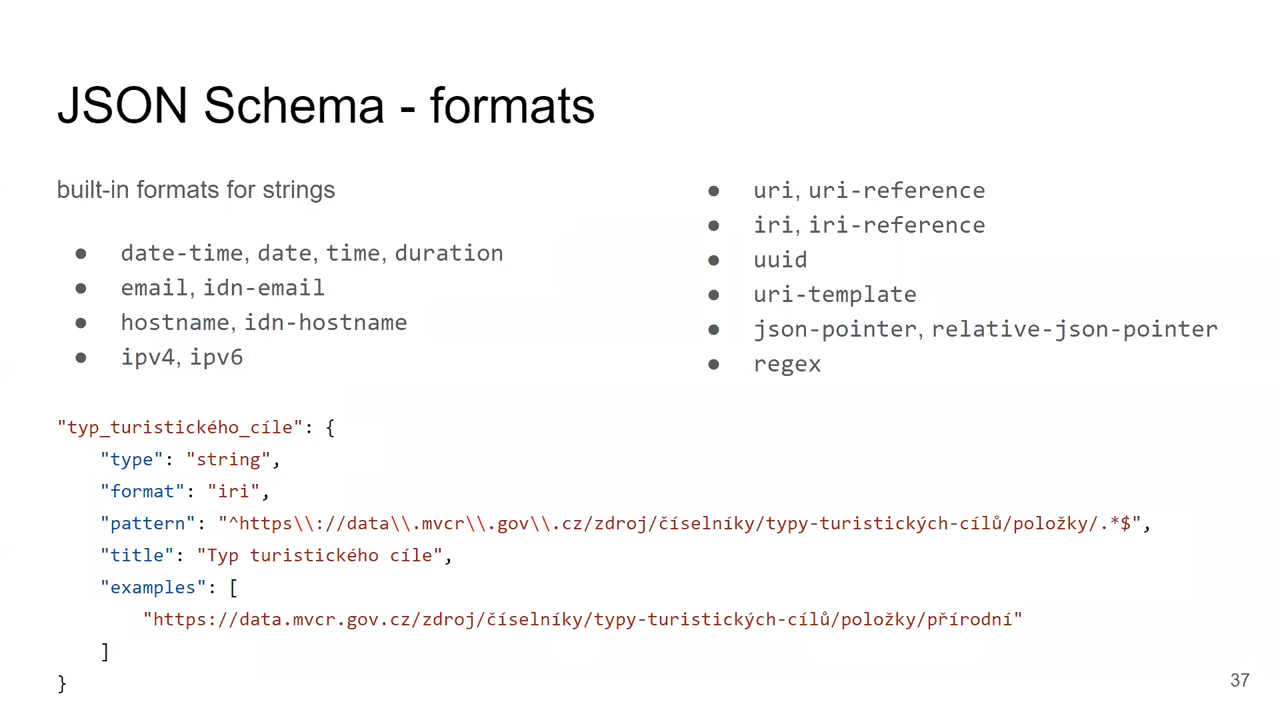 JSON Schema - formats
built-in formats for strings
● date-time, date, time, duration
● email, idn-email
● hostname, idn-hostname
● ipv4, ipv6
● uri, uri-reference
● iri, iri-reference
● uuid
● uri-template
● json-pointer, relative-json-pointer
● regex
"typ_turistického_cíle": {
    "type": "string",
    "format": "iri",
    "pattern": "^https\\://data\\.mvcr\\.gov\\.cz/zdroj/číselníky/typy-turistických-cílů/položky/.*$",
    "title": "Typ turistického cíle",
    "examples": [
        "https://data.mvcr.gov.cz/zdroj/číselníky/typy-turistických-cílů/položky/přírodní"
    ]
}
37